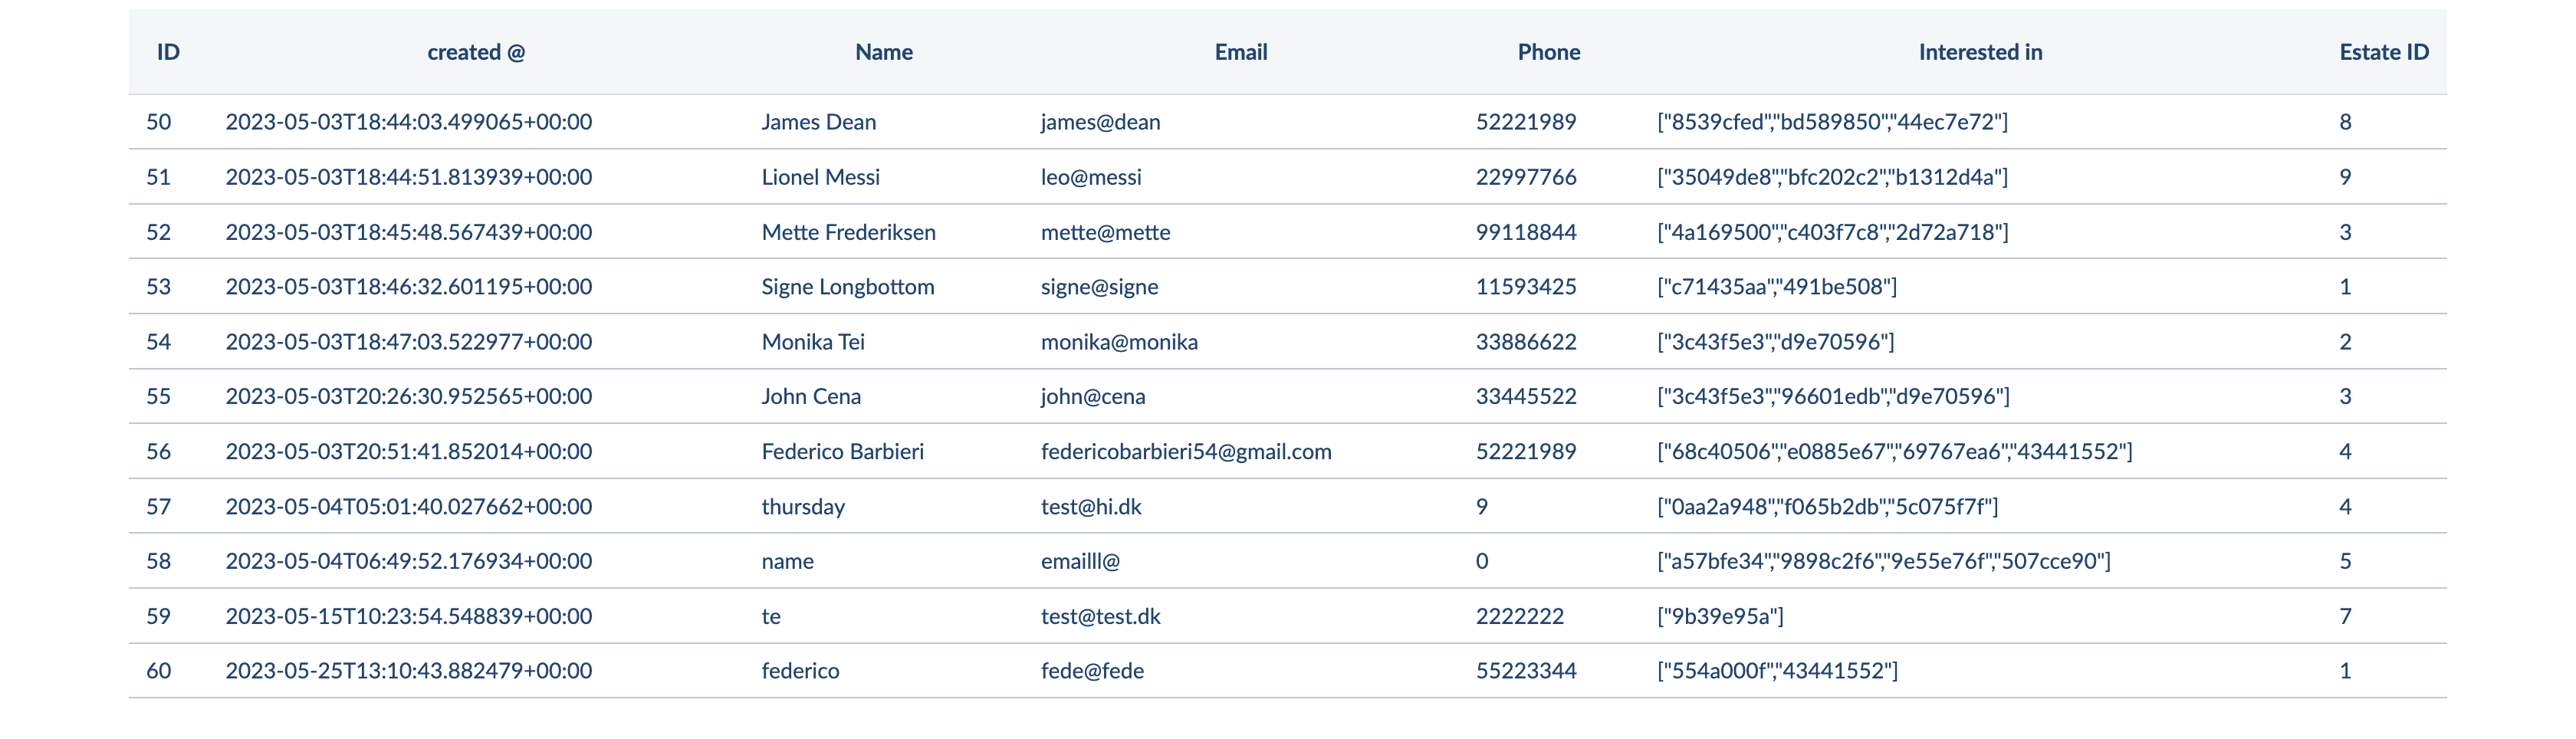 ID created @ Name Email Phone Interested in Estate ID
50 2023-05-03T18:44:03.499065+00:00 James Dean james@dean 52221989 ["8539cfed","bd589850","44ec7e72"] 8
51 2023-05-03T18:44:51.813939+00:00 Lionel Messi leo@messi 22997766 ["35049de8","bfc202c2","b1312d4a"] 9
52 2023-05-03T18:45:48.567439+00:00 Mette Frederiksen mette@mette 99118844 ["4a169500","c403f7c8","2d72a718"] 3
53 2023-05-03T18:46:32.601195+00:00 Signe Longbottom signe@signe 11593425 ["c71435aa","491be508"] 1
54 2023-05-03T18:47:03.522977+00:00 Monika Tei monika@monika 33886622 ["3c43f5e3","d9e70596"] 2
55 2023-05-03T20:26:30.952565+00:00 John Cena john@cena 33445522 ["3c43f5e3","96601edb","d9e70596"] 3
56 2023-05-03T20:51:41.852014+00:00 Federico Barbieri federicobarbieri54@gmail.com 52221989 ["68c40506","e0885e67","69767ea6","43441552"] 4
57 2023-05-04T05:01:40.027662+00:00 thursday test@hi.dk 9 ["0aa2a948","f065b2db","5c075f7f"] 4
58 2023-05-04T06:49:52.176934+00:00 name emailll@ 0 ["a57bfe34","9898c2f6","9e55e76f","507cce90"] 5
59 2023-05-15T10:23:54.548839+00:00 te test@test.dk 2222222 ["9b39e95a"] 7
60 2023-05-25T13:10:43.882479+00:00 federico fede@fede 55223344 ["554a000f","43441552"] 1